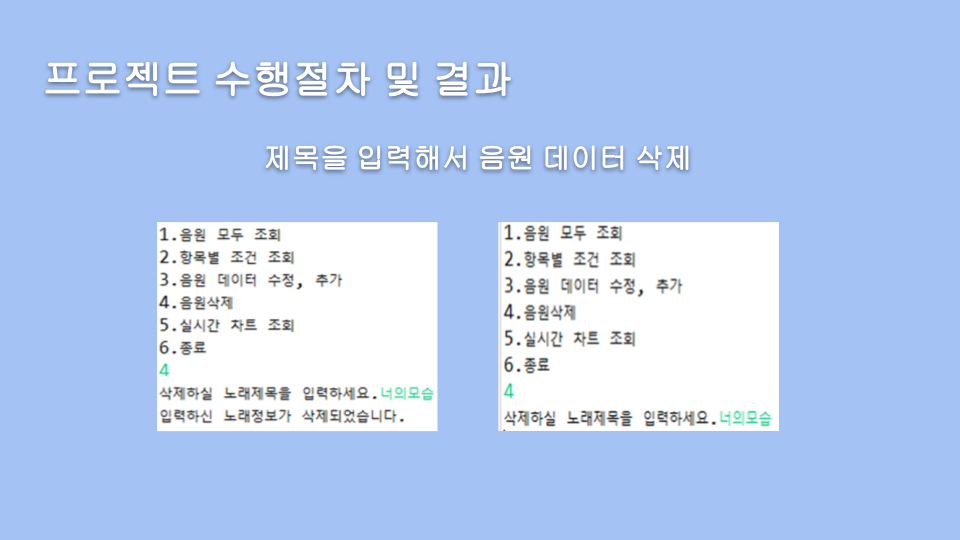 프로젝트 수행절차 및 결과
제목을 입력해서 음원 데이터 삭제
1.음원 모두 조회
2.항목별 조건 조회
3.음원 데이터 수정, 추가
4.음원삭제
5.실시간 차트 조회
6.종료
4
삭제하실 노래제목을 입력하세요.너의모습
입력하신 노래정보가 삭제되었습니다.
1.음원 모두 조회
2.항목별 조건 조회
3.음원 데이터 수정, 추가
4.음원삭제
5.실시간 차트 조회
6.종료
4
삭제하실 노래제목을 입력하세요.너의모습